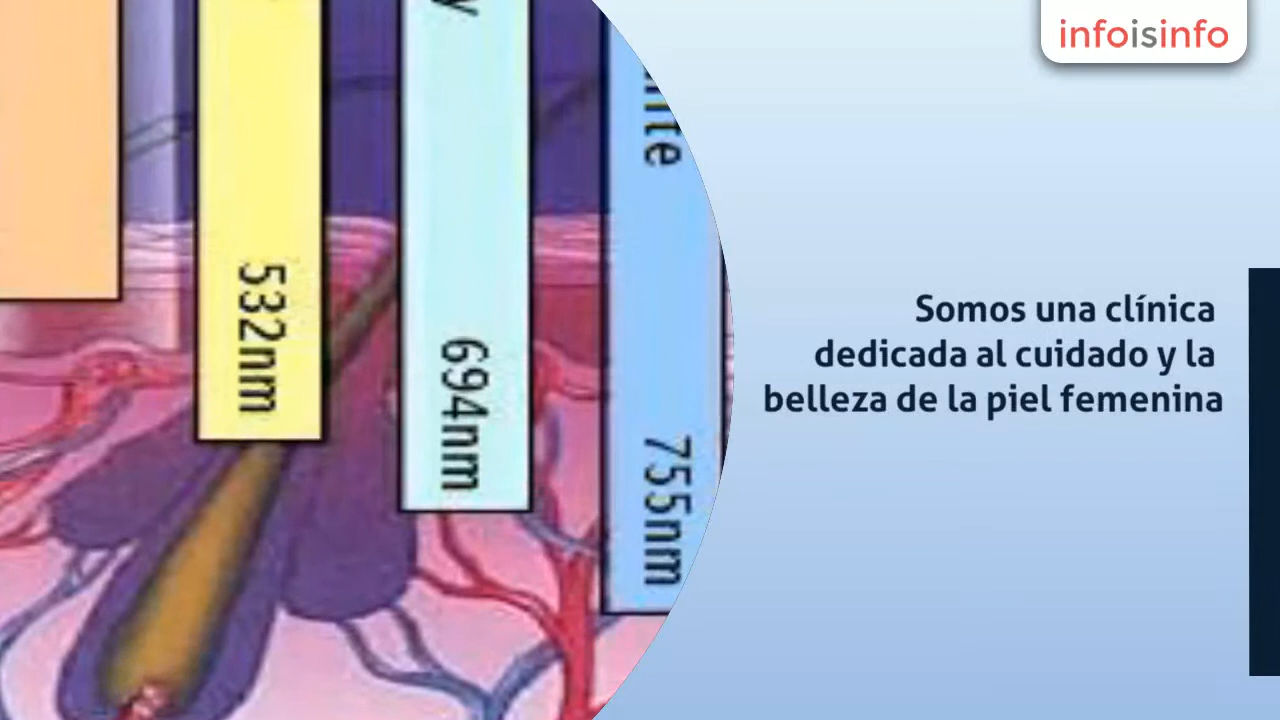 infoisinfo
532nm
694nm
755nm
Somos una clínica
dedicada al cuidado y la
belleza de la piel femenina